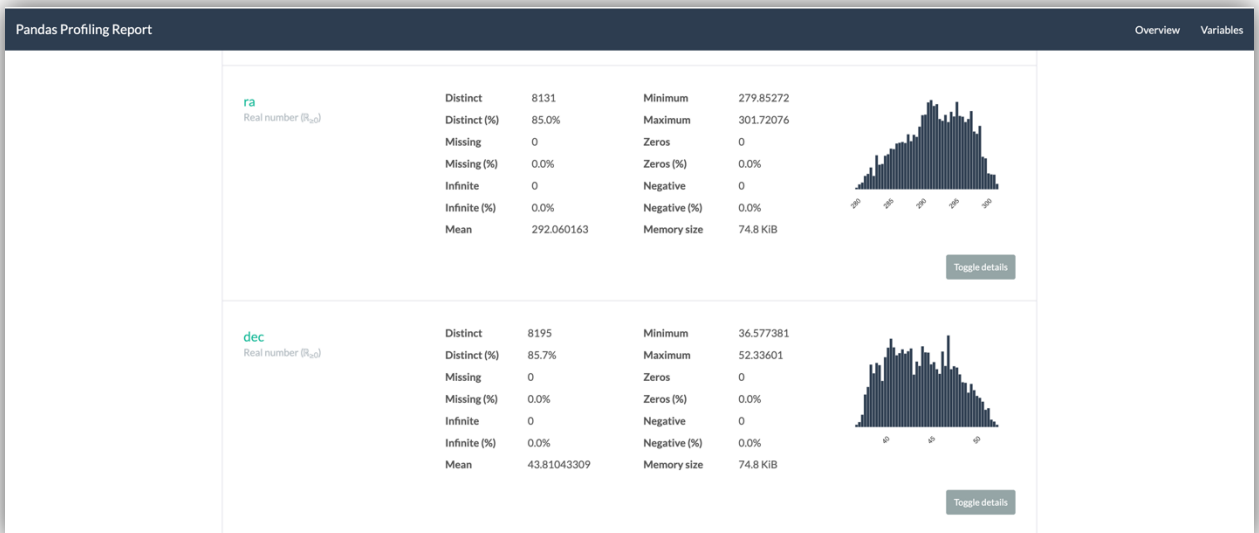 Pandas Profiling Report Overview Variables
ra
Real number (ℝ≥0)
Distinct 8131 Minimum 279.85272
Distinct (%) 85.0% Maximum 301.72076
Missing 0 Zeros 0
Missing (%) 0.0% Zeros (%) 0.0%
Infinite 0 Negative 0
Infinite (%) 0.0% Negative (%) 0.0%
Mean 292.060163 Memory size 74.8 KiB
280 285 290 295 300
Toggle details
dec
Real number (ℝ≥0)
Distinct 8195 Minimum 36.577381
Distinct (%) 85.7% Maximum 52.33601
Missing 0 Zeros 0
Missing (%) 0.0% Zeros (%) 0.0%
Infinite 0 Negative 0
Infinite (%) 0.0% Negative (%) 0.0%
Mean 43.81043309 Memory size 74.8 KiB
40 45 50
Toggle details